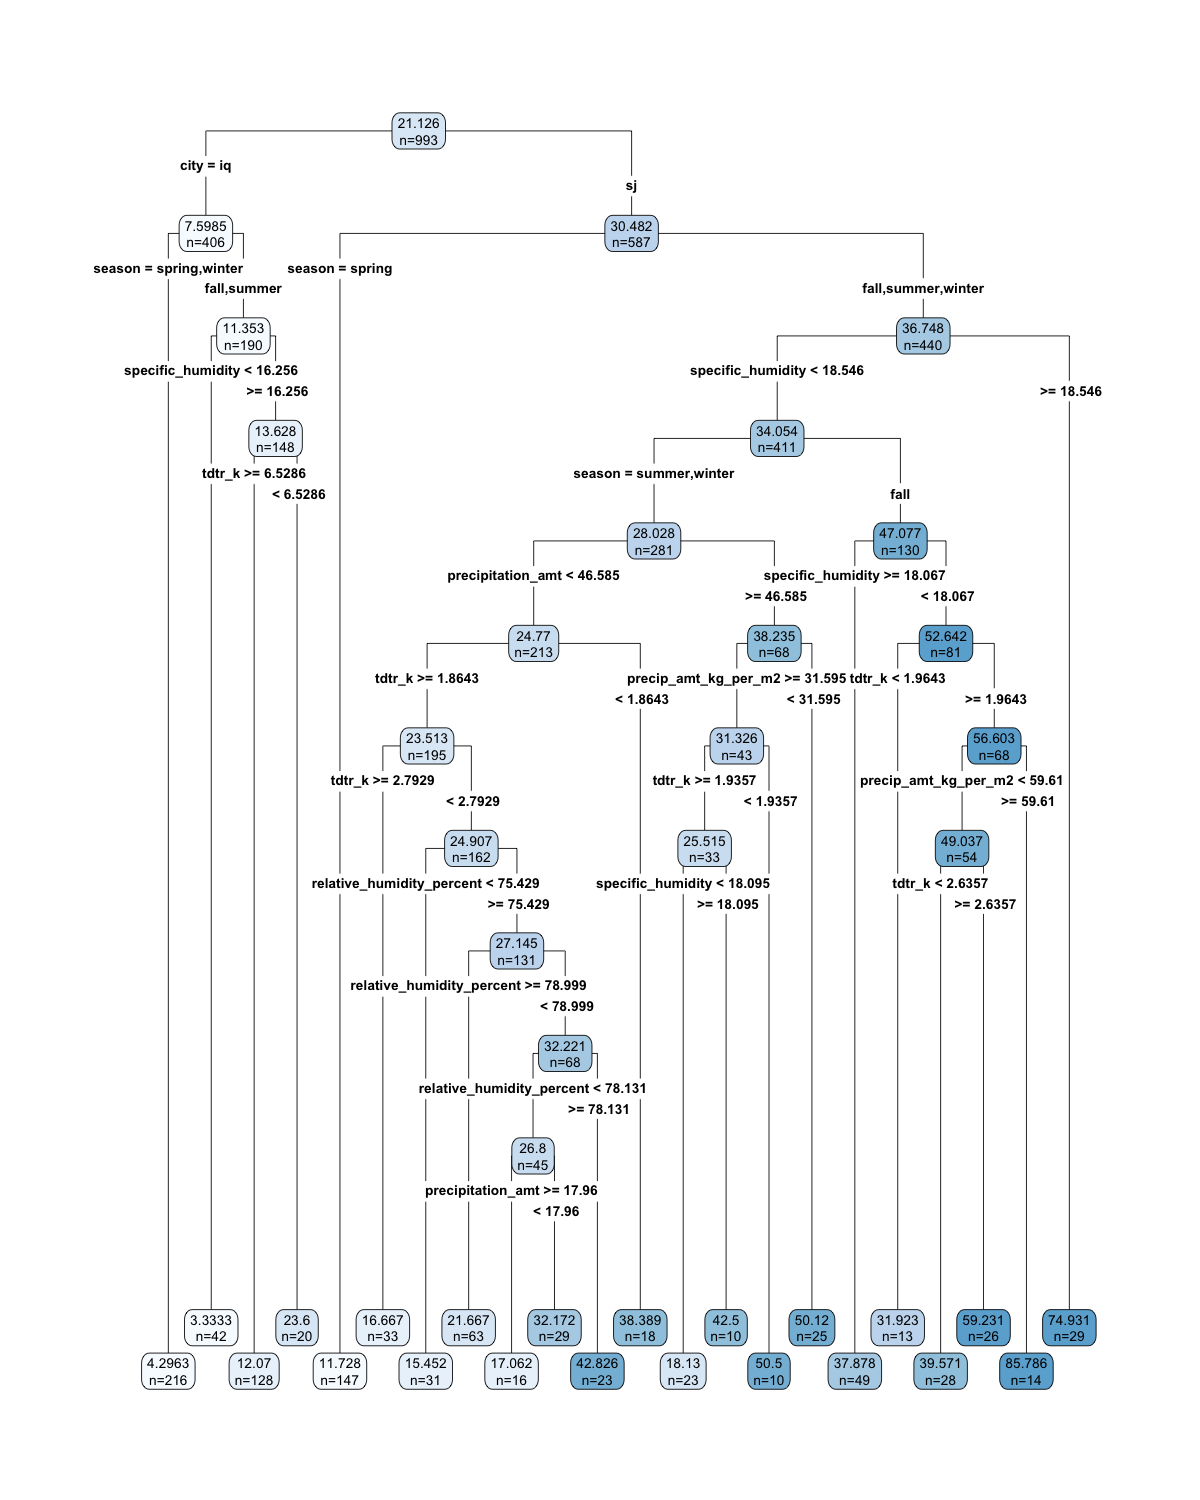 21.126
n=993
city = iq
sj
7.5985
n=406
30.482
n=587
season = spring,winter
season = spring
fall,summer
fall,summer,winter
11.353
n=190
36.748
n=440
specific_humidity < 16.256
specific_humidity < 18.546
>= 16.256
>= 18.546
13.628
n=148
34.054
n=411
tdtr_k >= 6.5286
season = summer,winter
< 6.5286
fall
28.028
n=281
47.077
n=130
precipitation_amt < 46.585
specific_humidity >= 18.067
>= 46.585
< 18.067
24.77
n=213
38.235
n=68
52.642
n=81
tdtr_k >= 1.8643
precip_amt_kg_per_m2 >= 31.595
tdtr_k < 1.9643
< 1.8643
< 31.595
>= 1.9643
23.513
n=195
31.326
n=43
56.603
n=68
tdtr_k >= 2.7929
tdtr_k >= 1.9357
precip_amt_kg_per_m2 < 59.61
< 2.7929
< 1.9357
>= 59.61
24.907
n=162
25.515
n=33
49.037
n=54
relative_humidity_percent < 75.429
specific_humidity < 18.095
tdtr_k < 2.6357
>= 75.429
>= 18.095
>= 2.6357
27.145
n=131
relative_humidity_percent >= 78.999
< 78.999
32.221
n=68
relative_humidity_percent < 78.131
>= 78.131
26.8
n=45
precipitation_amt >= 17.96
< 17.96
3.3333
n=42
23.6
n=20
16.667
n=33
21.667
n=63
32.172
n=29
38.389
n=18
42.5
n=10
50.12
n=25
31.923
n=13
59.231
n=26
74.931
n=29
4.2963
n=216
12.07
n=128
11.728
n=147
15.452
n=31
17.062
n=16
42.826
n=23
18.13
n=23
50.5
n=10
37.878
n=49
39.571
n=28
85.786
n=14